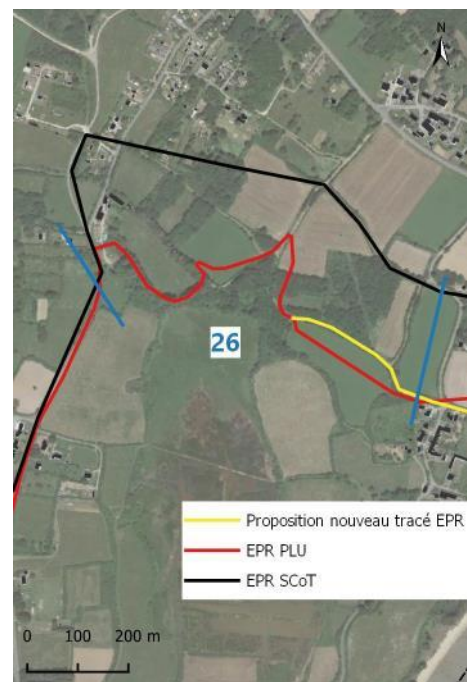 N
26
Proposition nouveau tracé EPR
EPR PLU
EPR SCoT
0 100 200 m